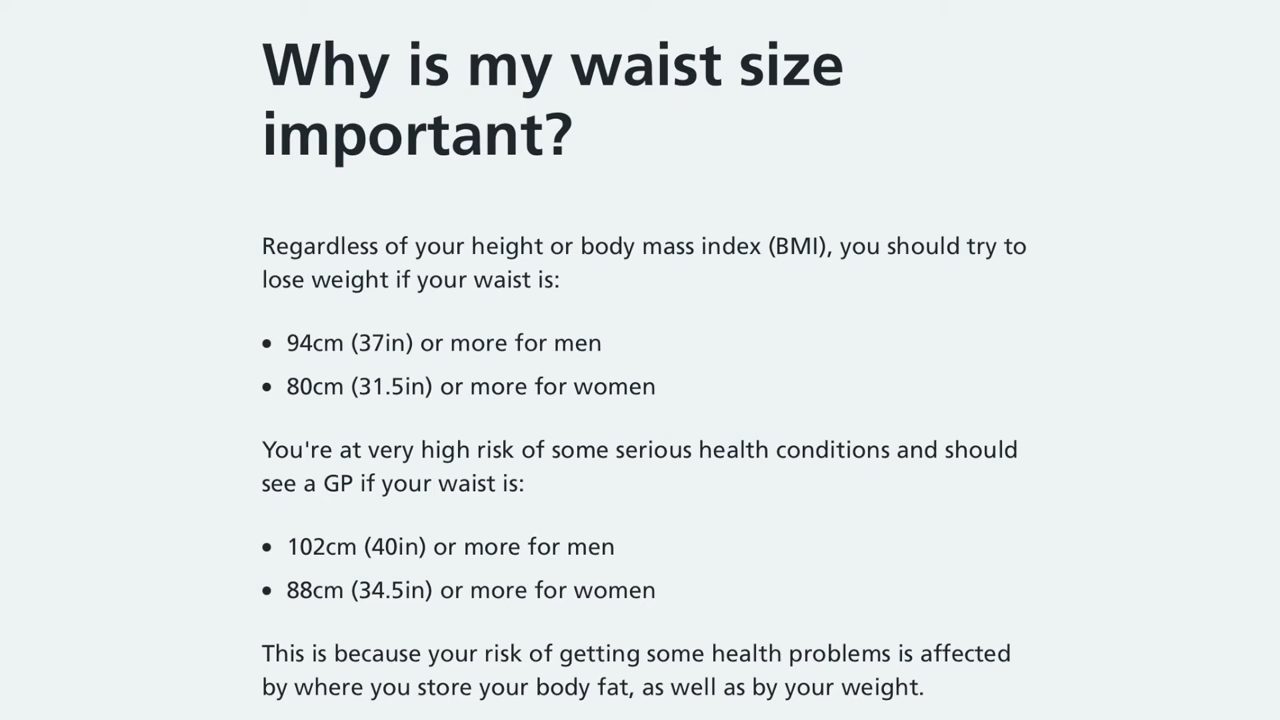 Why is my waist size
important?
Regardless of your height or body mass index (BMI), you should try to
lose weight if your waist is:
• 94cm (37in) or more for men
• 80cm (31.5in) or more for women
You're at very high risk of some serious health conditions and should
see a GP if your waist is:
• 102cm (40in) or more for men
• 88cm (34.5in) or more for women
This is because your risk of getting some health problems is affected
by where you store your body fat, as well as by your weight.